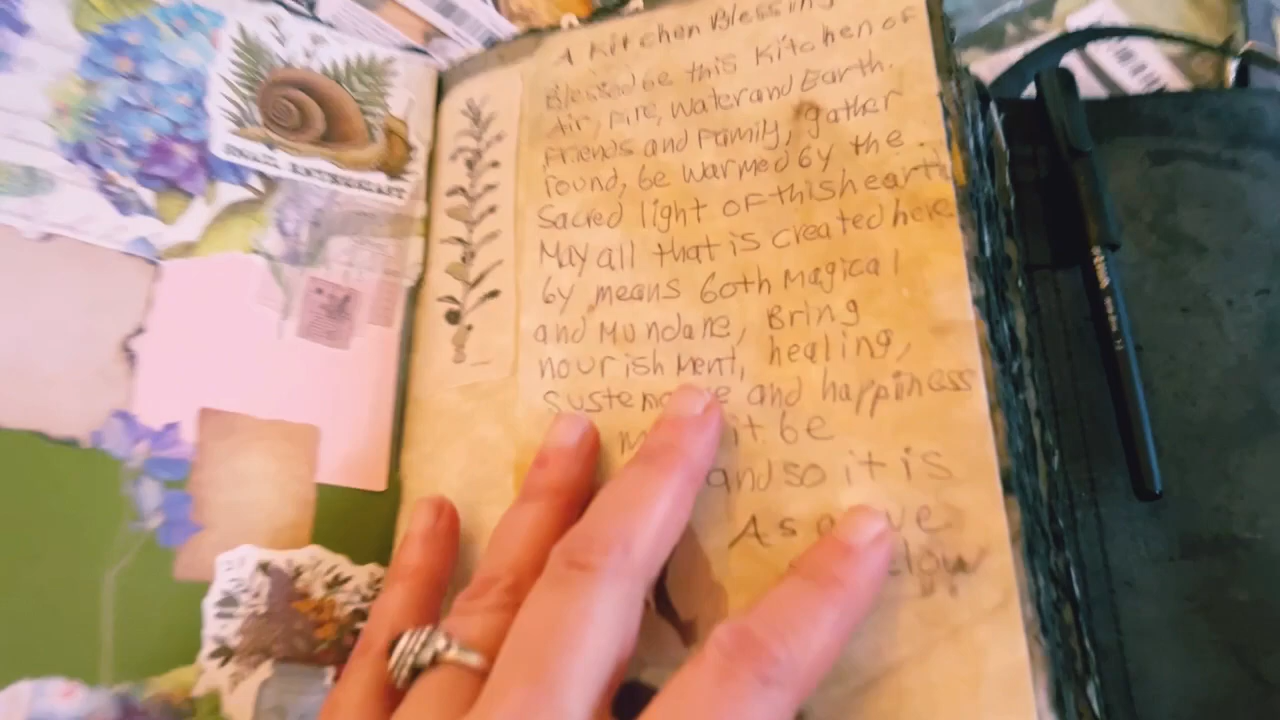 SNAIL
A Kitchen Blessing
Blessed be this Kitchen of
Air, Fire, Water and Earth.
Friends and Family, gather
round, be warmed by the
Sacred light of this hearth
May all that is created here
by means both Magical
and Mundane, Bring
nourishment, healing,
and happiness
it be
and so it is
As